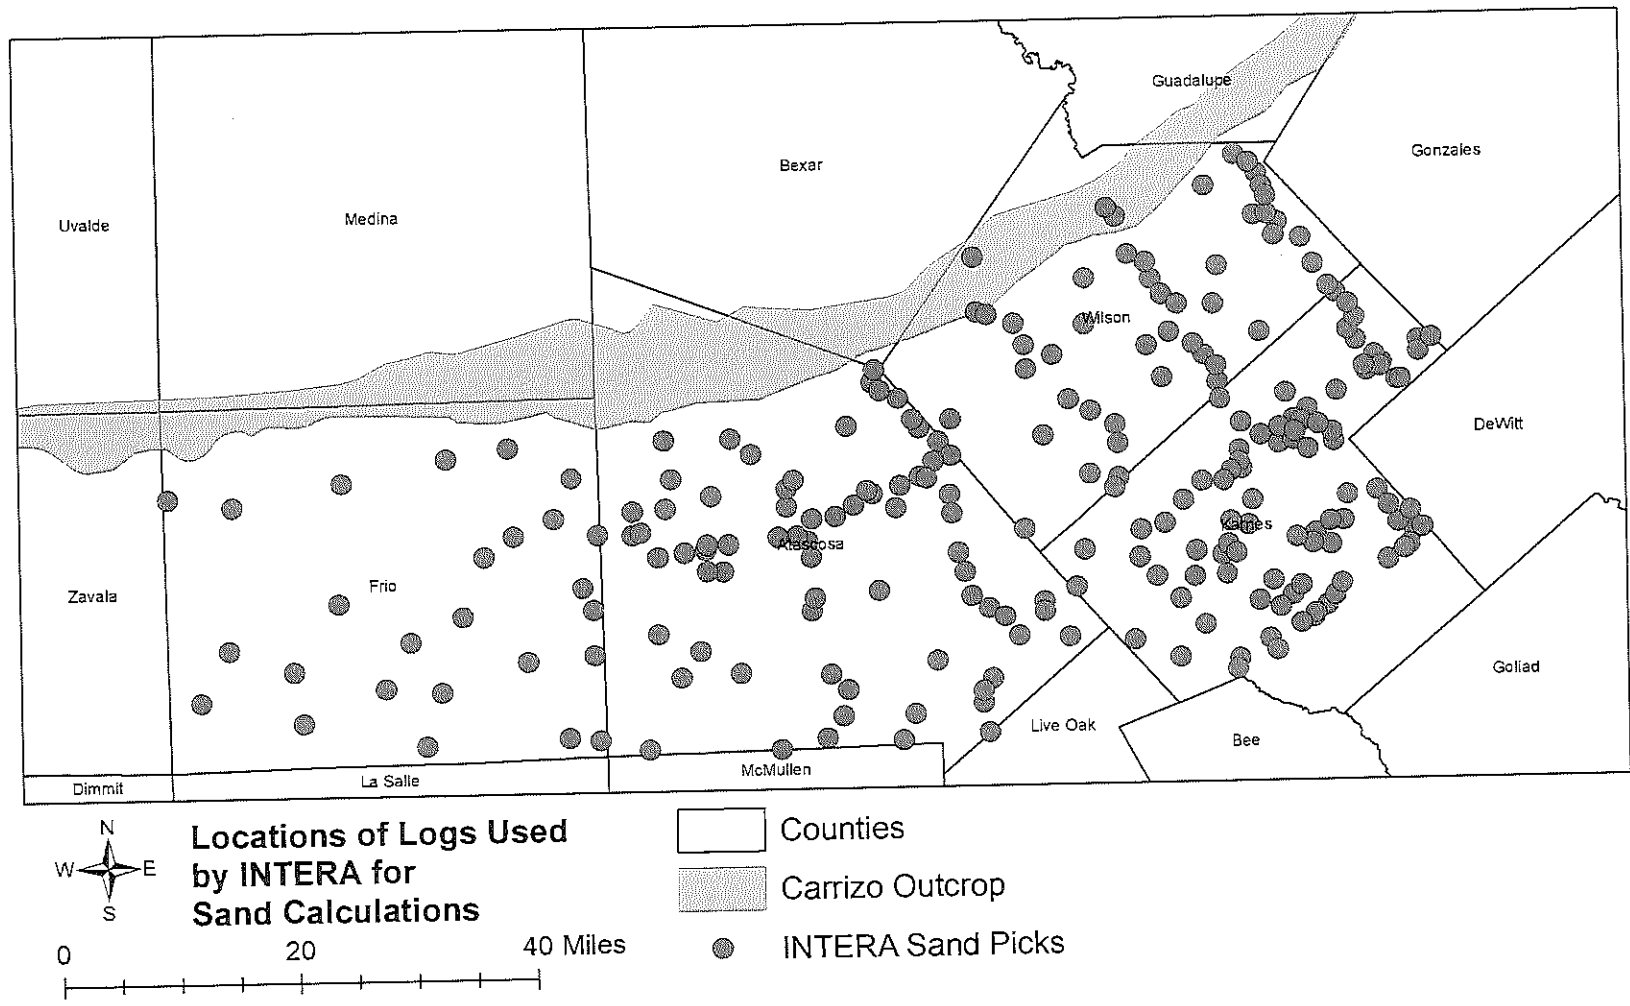 Guadalupe
Gonzales
Bexar
Medina
Uvalde
Wilson
DeWitt
Karnes
Atascosa
Frio
Zavala
Goliad
Live Oak
Bee
McMullen
La Salle
Dimmit
N
W E
S
Locations of Logs Used
by INTERA for
Sand Calculations
0 20 40 Miles
Counties
Carrizo Outcrop
INTERA Sand Picks